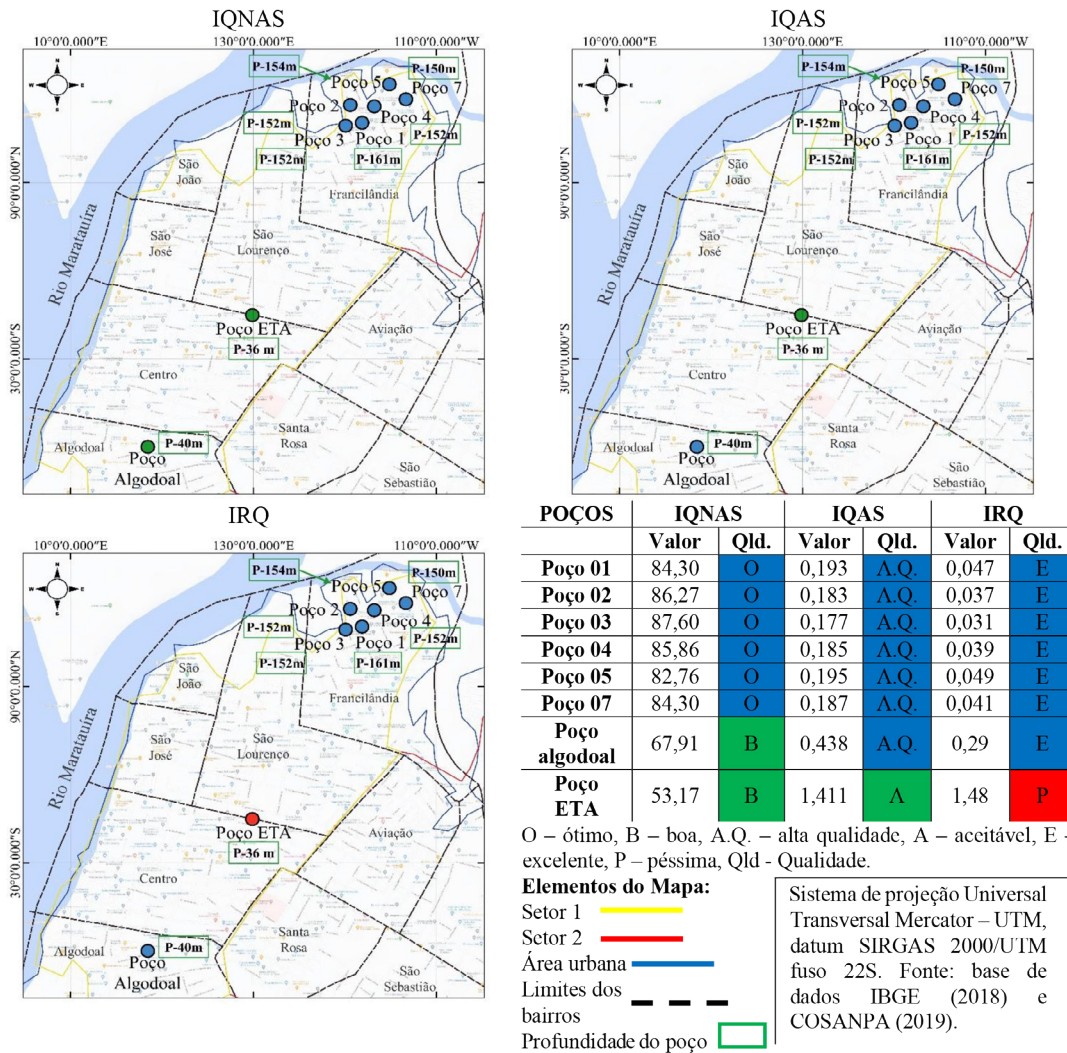 IQNAS
10°0'0.000"E 130°0'0.000"E 110°0'0.000"W
90°0'0.000"N
30°0'0.000"S
N
W E
S
P-154m
P-150m
Poço 5
Poço 7
Poço 2
Poço 4
P-152m
P-152m
Poço 3 Poço 1
P-152m
P-161m
São
João
Francilândia
Rio Maratauíra
São
José
São
Lourenço
Poço ETA
P-36 m
Aviação
Centro
Algodoal
P-40m
Poço
Algodoal
Santa
Rosa
São
Sebastião
IQAS
10°0'0.000"E 130°0'0.000"E 110°0'0.000"W
90°0'0.000"N
30°0'0.000"S
N
W E
S
P-154m
P-150m
Poço 5
Poço 7
Poço 2
Poço 4
P-152m
P-152m
Poço 3 Poço 1
P-152m
P-161m
São
João
Francilândia
Rio Maratauíra
São
José
São
Lourenço
Poço ETA
P-36 m
Aviação
Centro
Algodoal
P-40m
Poço
Algodoal
Santa
Rosa
São
Sebastião
IRQ
10°0'0.000"E 130°0'0.000"E 110°0'0.000"W
90°0'0.000"N
30°0'0.000"S
N
W E
S
P-154m
P-150m
Poço 5
Poço 7
Poço 2
Poço 4
P-152m
P-152m
Poço 3 Poço 1
P-152m
P-161m
São
João
Francilândia
Rio Maratauíra
São
José
São
Lourenço
Poço ETA
P-36 m
Aviação
Centro
Algodoal
P-40m
Poço
Algodoal
Santa
Rosa
São
Sebastião
POÇOS IQNAS IQAS IRQ
Valor Qld. Valor Qld. Valor Qld.
Poço 01 84,30 O 0,193 A.Q. 0,047 E
Poço 02 86,27 O 0,183 A.Q. 0,037 E
Poço 03 87,60 O 0,177 A.Q. 0,031 E
Poço 04 85,86 O 0,185 A.Q. 0,039 E
Poço 05 82,76 O 0,195 A.Q. 0,049 E
Poço 07 84,30 O 0,187 A.Q. 0,041 E
Poço
algodoal 67,91 B 0,438 A.Q. 0,29 E
Poço
ETA 53,17 B 1,411 A 1,48 P
O – ótimo, B – boa, A.Q. – alta qualidade, A – aceitável, E -
excelente, P – péssima, Qld - Qualidade.
Elementos do Mapa:
Setor 1
Setor 2
Área urbana
Limites dos
bairros
Profundidade do poço
Sistema de projeção Universal
Transversal Mercator – UTM,
datum SIRGAS 2000/UTM
fuso 22S. Fonte: base de
dados IBGE (2018) e
COSANPA (2019).